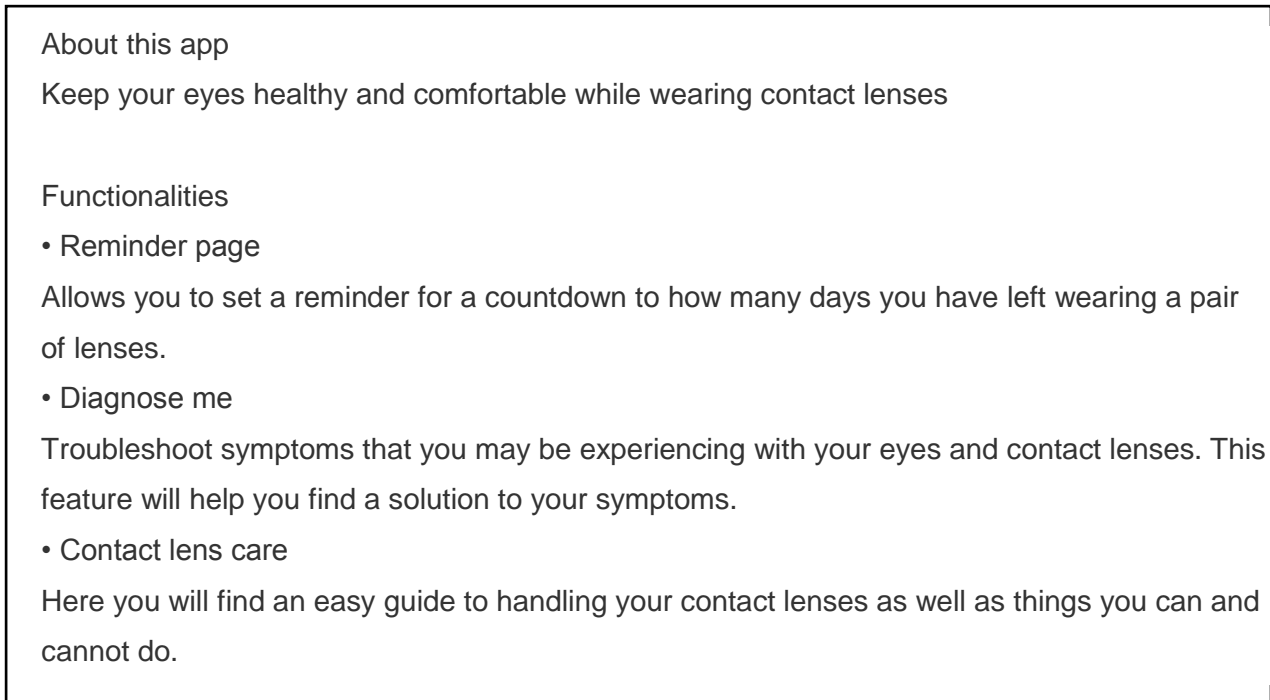 About this app
Keep your eyes healthy and comfortable while wearing contact lenses
Functionalities
• Reminder page
Allows you to set a reminder for a countdown to how many days you have left wearing a pair
of lenses.
• Diagnose me
Troubleshoot symptoms that you may be experiencing with your eyes and contact lenses. This
feature will help you find a solution to your symptoms.
• Contact lens care
Here you will find an easy guide to handling your contact lenses as well as things you can and
cannot do.